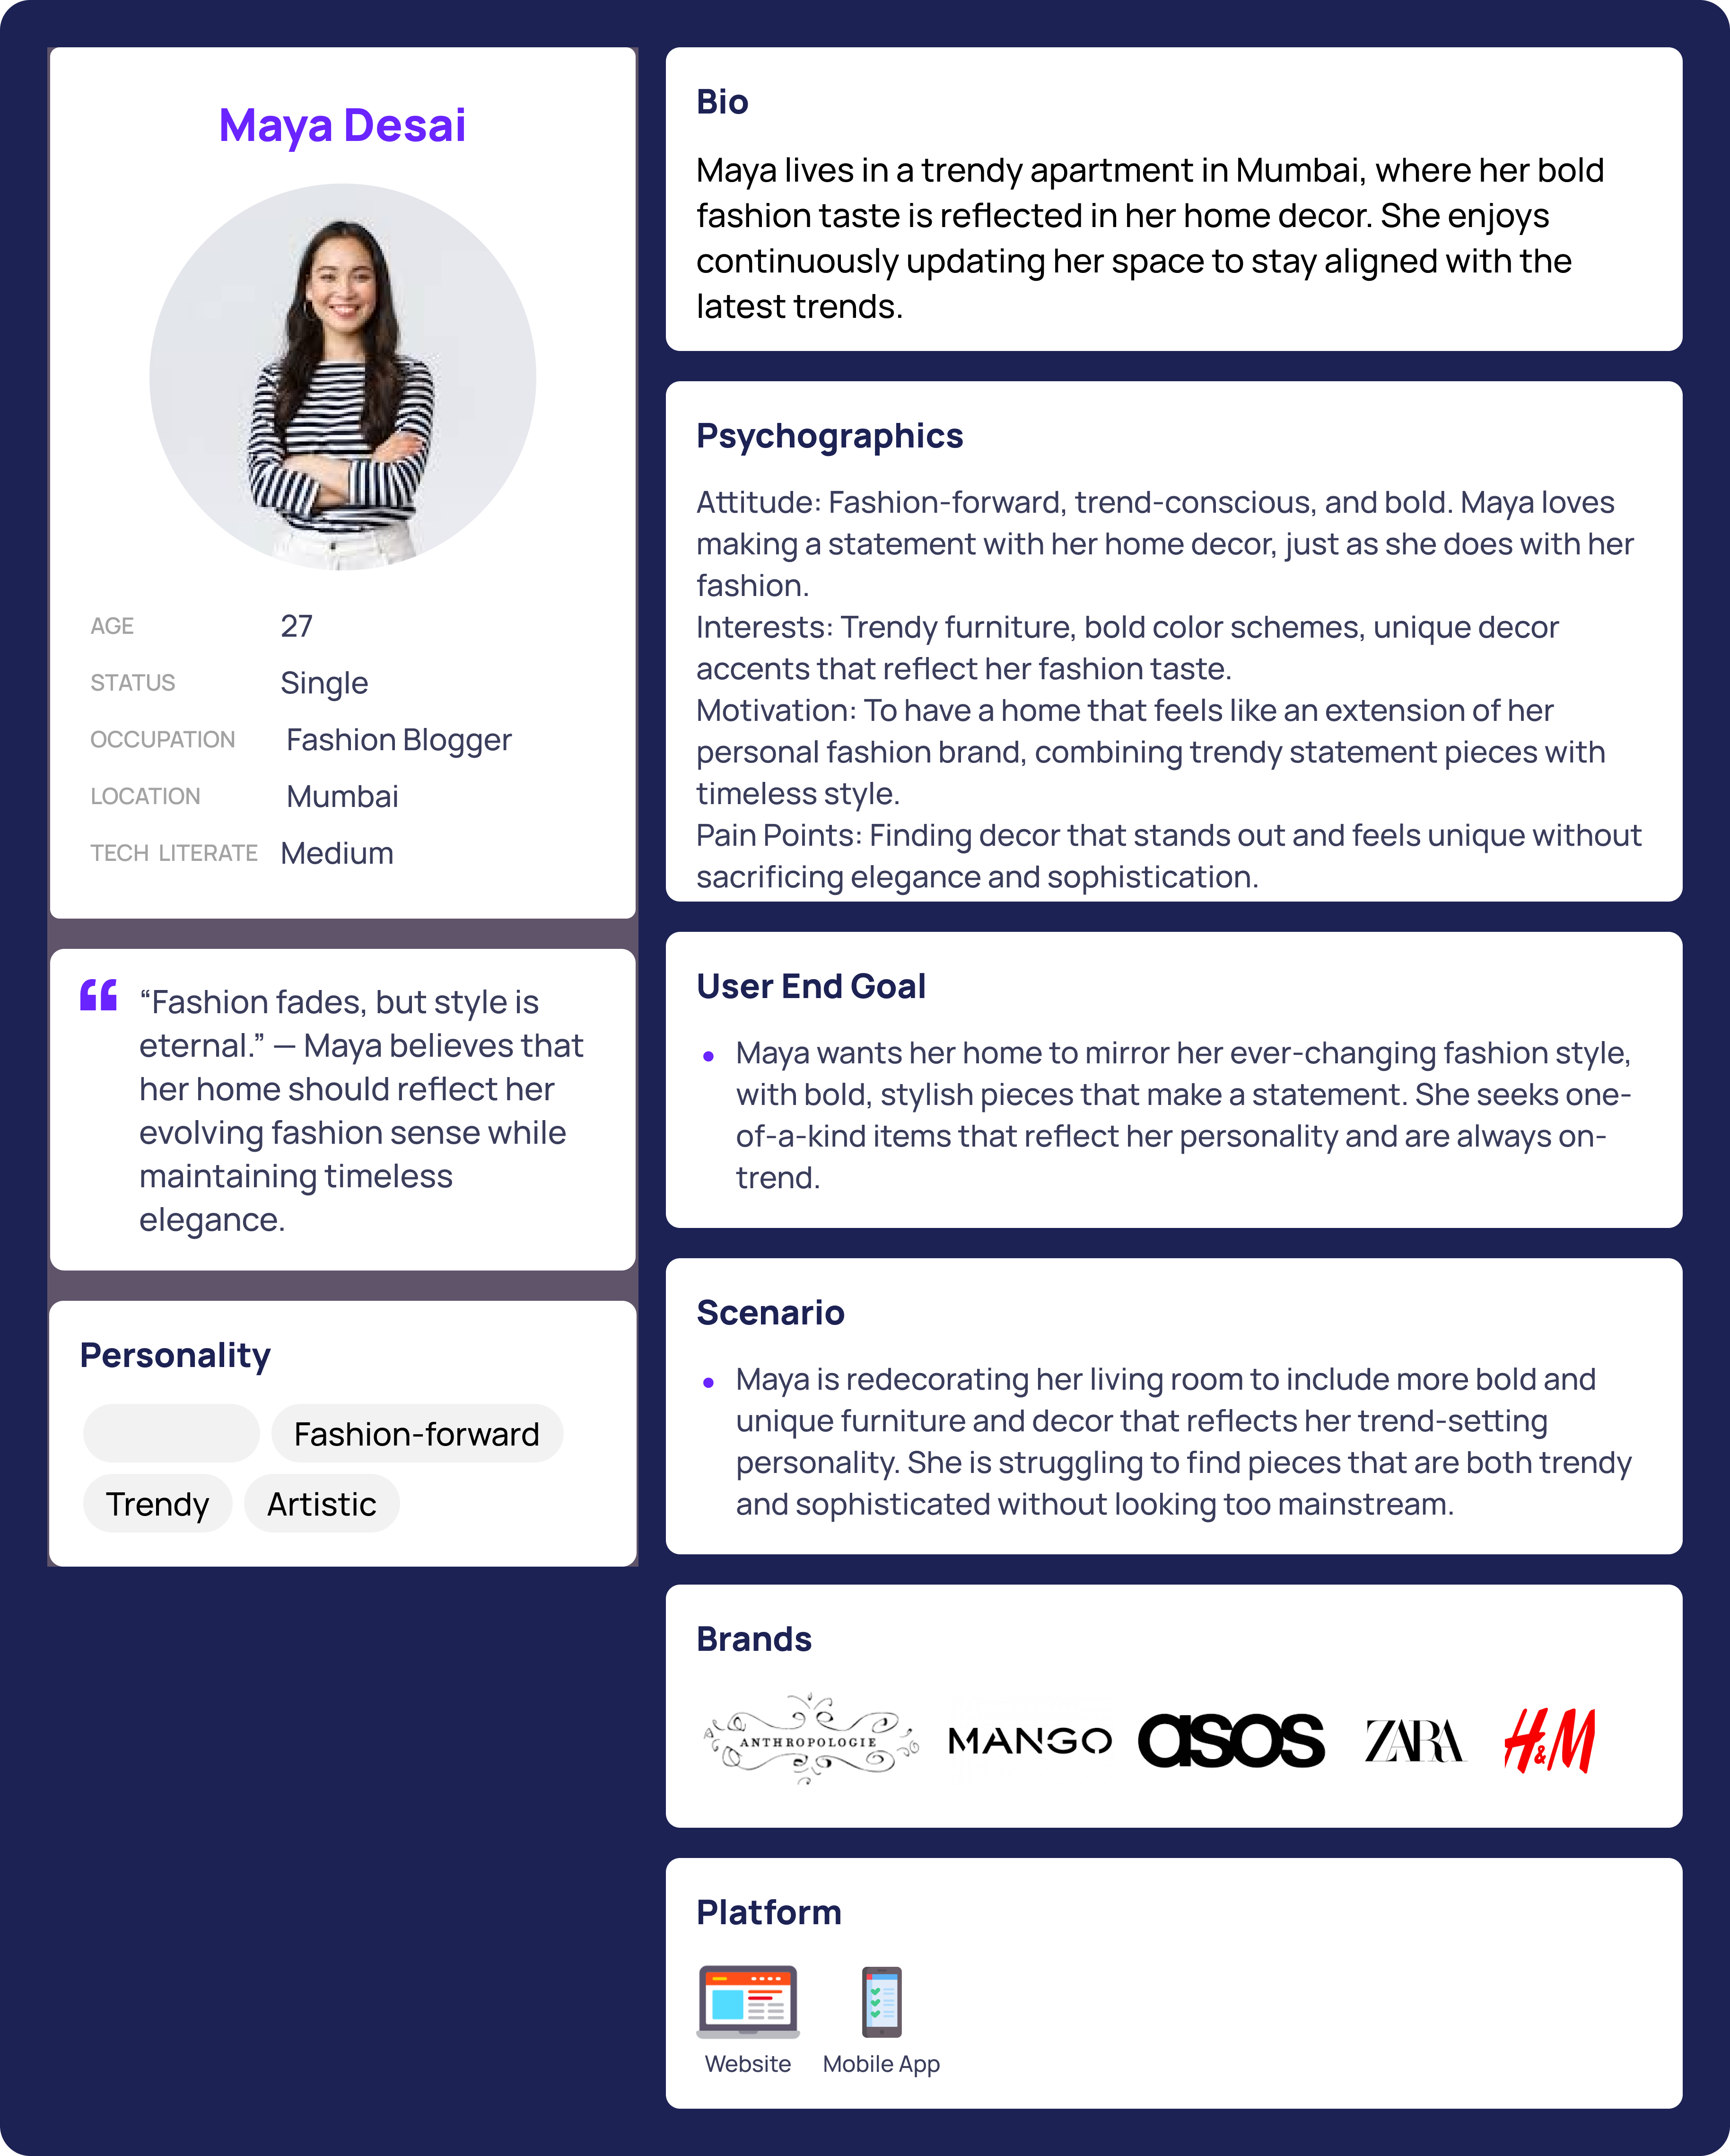 Maya Desai
AGE 27
STATUS Single
OCCUPATION Fashion Blogger
LOCATION Mumbai
TECH LITERATE Medium
“Fashion fades, but style is
eternal.” — Maya believes that
her home should reflect her
evolving fashion sense while
maintaining timeless
elegance.
Personality
Fashion-forward
Trendy Artistic
Bio
Maya lives in a trendy apartment in Mumbai, where her bold
fashion taste is reflected in her home decor. She enjoys
continuously updating her space to stay aligned with the
latest trends.
Psychographics
Attitude: Fashion-forward, trend-conscious, and bold. Maya loves
making a statement with her home decor, just as she does with her
fashion.
Interests: Trendy furniture, bold color schemes, unique decor
accents that reflect her fashion taste.
Motivation: To have a home that feels like an extension of her
personal fashion brand, combining trendy statement pieces with
timeless style.
Pain Points: Finding decor that stands out and feels unique without
sacrificing elegance and sophistication.
User End Goal
Maya wants her home to mirror her ever-changing fashion style,
with bold, stylish pieces that make a statement. She seeks one-
of-a-kind items that reflect her personality and are always on-
trend.
Scenario
Maya is redecorating her living room to include more bold and
unique furniture and decor that reflects her trend-setting
personality. She is struggling to find pieces that are both trendy
and sophisticated without looking too mainstream.
Brands
ANTHROPOLOGIE MANGO asos ZARA H&M
Platform
Website Mobile App